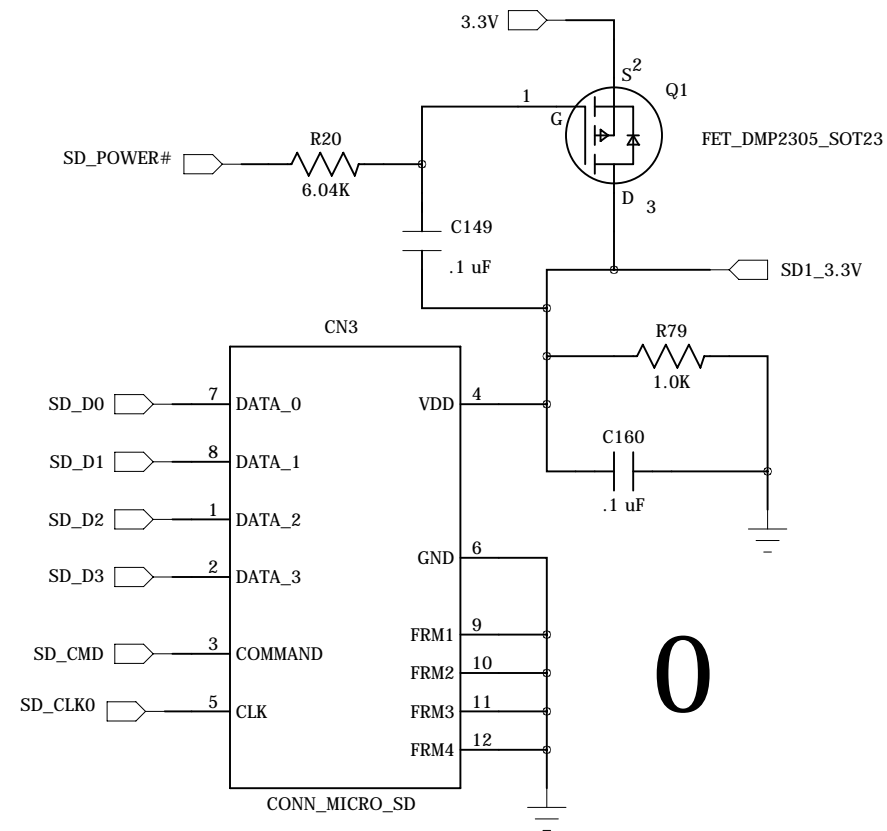 3.3V
S 2
Q1
1
G
FET_DMP2305_SOT23
R20
SD_POWER#
6.04K
D 3
C149
.1 uF
SD1_3.3V
CN3
R79
1.0K
SD_D0 7 DATA_0
VDD 4
C160
SD_D1 8 DATA_1
.1 uF
SD_D2 1 DATA_2
GND 6
SD_D3 2 DATA_3
FRM1 9
SD_CMD 3 COMMAND
FRM2 10
0
SD_CLK0 5 CLK
FRM3 11
FRM4 12
CONN_MICRO_SD